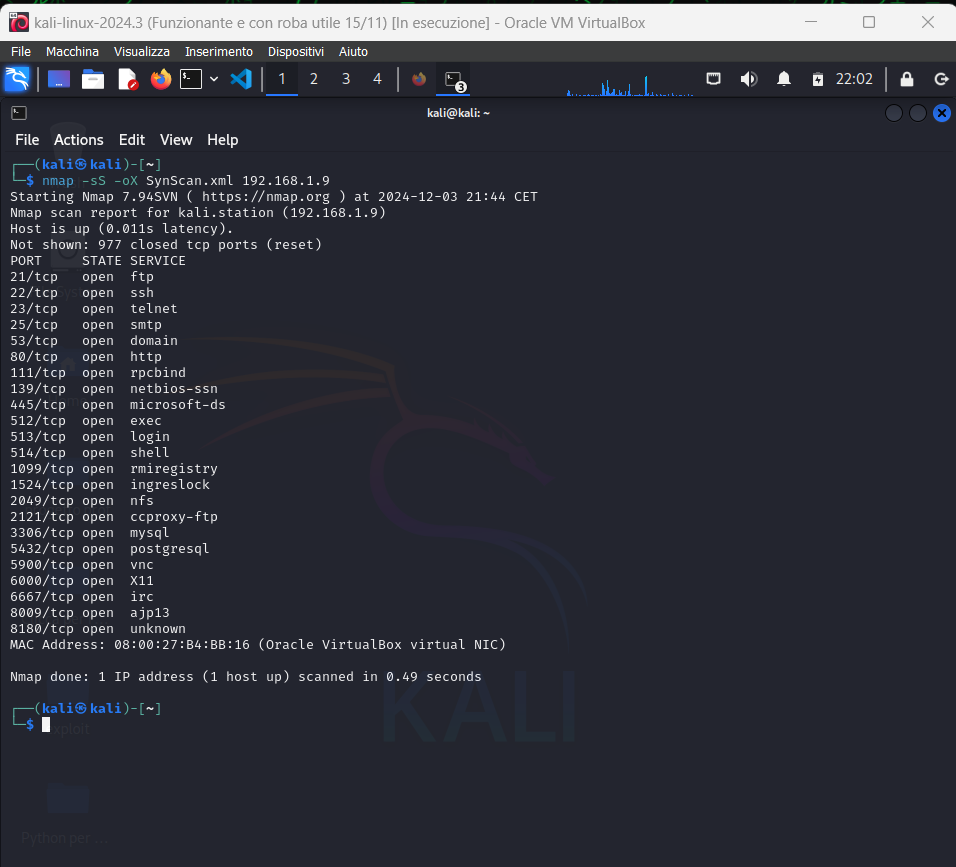 kali-linux-2024.3 (Funzionante e con roba utile 15/11) [In esecuzione] - Oracle VM VirtualBox
File Macchina Visualizza Inserimento Dispositivi Aiuto
1 2 3 4 3 22:02
kali@kali: ~
File Actions Edit View Help
┌──(kali㉿kali)-[~]
└─$ nmap -sS -oX SynScan.xml 192.168.1.9
Starting Nmap 7.94SVN ( https://nmap.org ) at 2024-12-03 21:44 CET
Nmap scan report for kali.station (192.168.1.9)
Host is up (0.011s latency).
Not shown: 977 closed tcp ports (reset)
PORT     STATE SERVICE
21/tcp   open  ftp
22/tcp   open  ssh
23/tcp   open  telnet
25/tcp   open  smtp
53/tcp   open  domain
80/tcp   open  http
111/tcp  open  rpcbind
139/tcp  open  netbios-ssn
445/tcp  open  microsoft-ds
512/tcp  open  exec
513/tcp  open  login
514/tcp  open  shell
1099/tcp open  rmiregistry
1524/tcp open  ingreslock
2049/tcp open  nfs
2121/tcp open  ccproxy-ftp
3306/tcp open  mysql
5432/tcp open  postgresql
5900/tcp open  vnc
6000/tcp open  X11
6667/tcp open  irc
8009/tcp open  ajp13
8180/tcp open  unknown
MAC Address: 08:00:27:B4:BB:16 (Oracle VirtualBox virtual NIC)
Nmap done: 1 IP address (1 host up) scanned in 0.49 seconds
┌──(kali㉿kali)-[~]
└─$
KALI
Python per ...